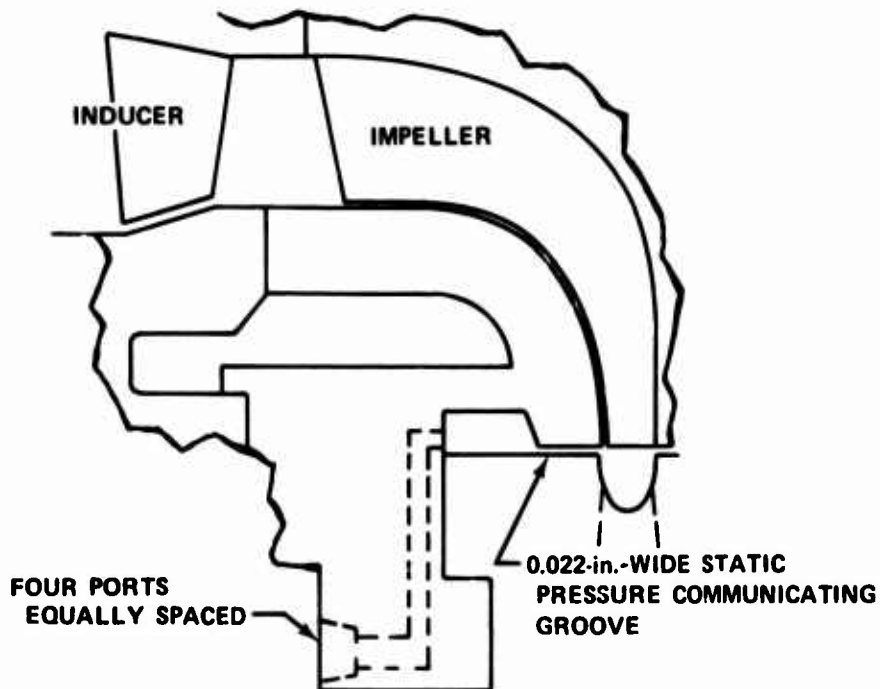 INDUCER
IMPELLER
0.022-in.-WIDE STATIC
PRESSURE COMMUNICATING
GROOVE
FOUR PORTS
EQUALLY SPACED